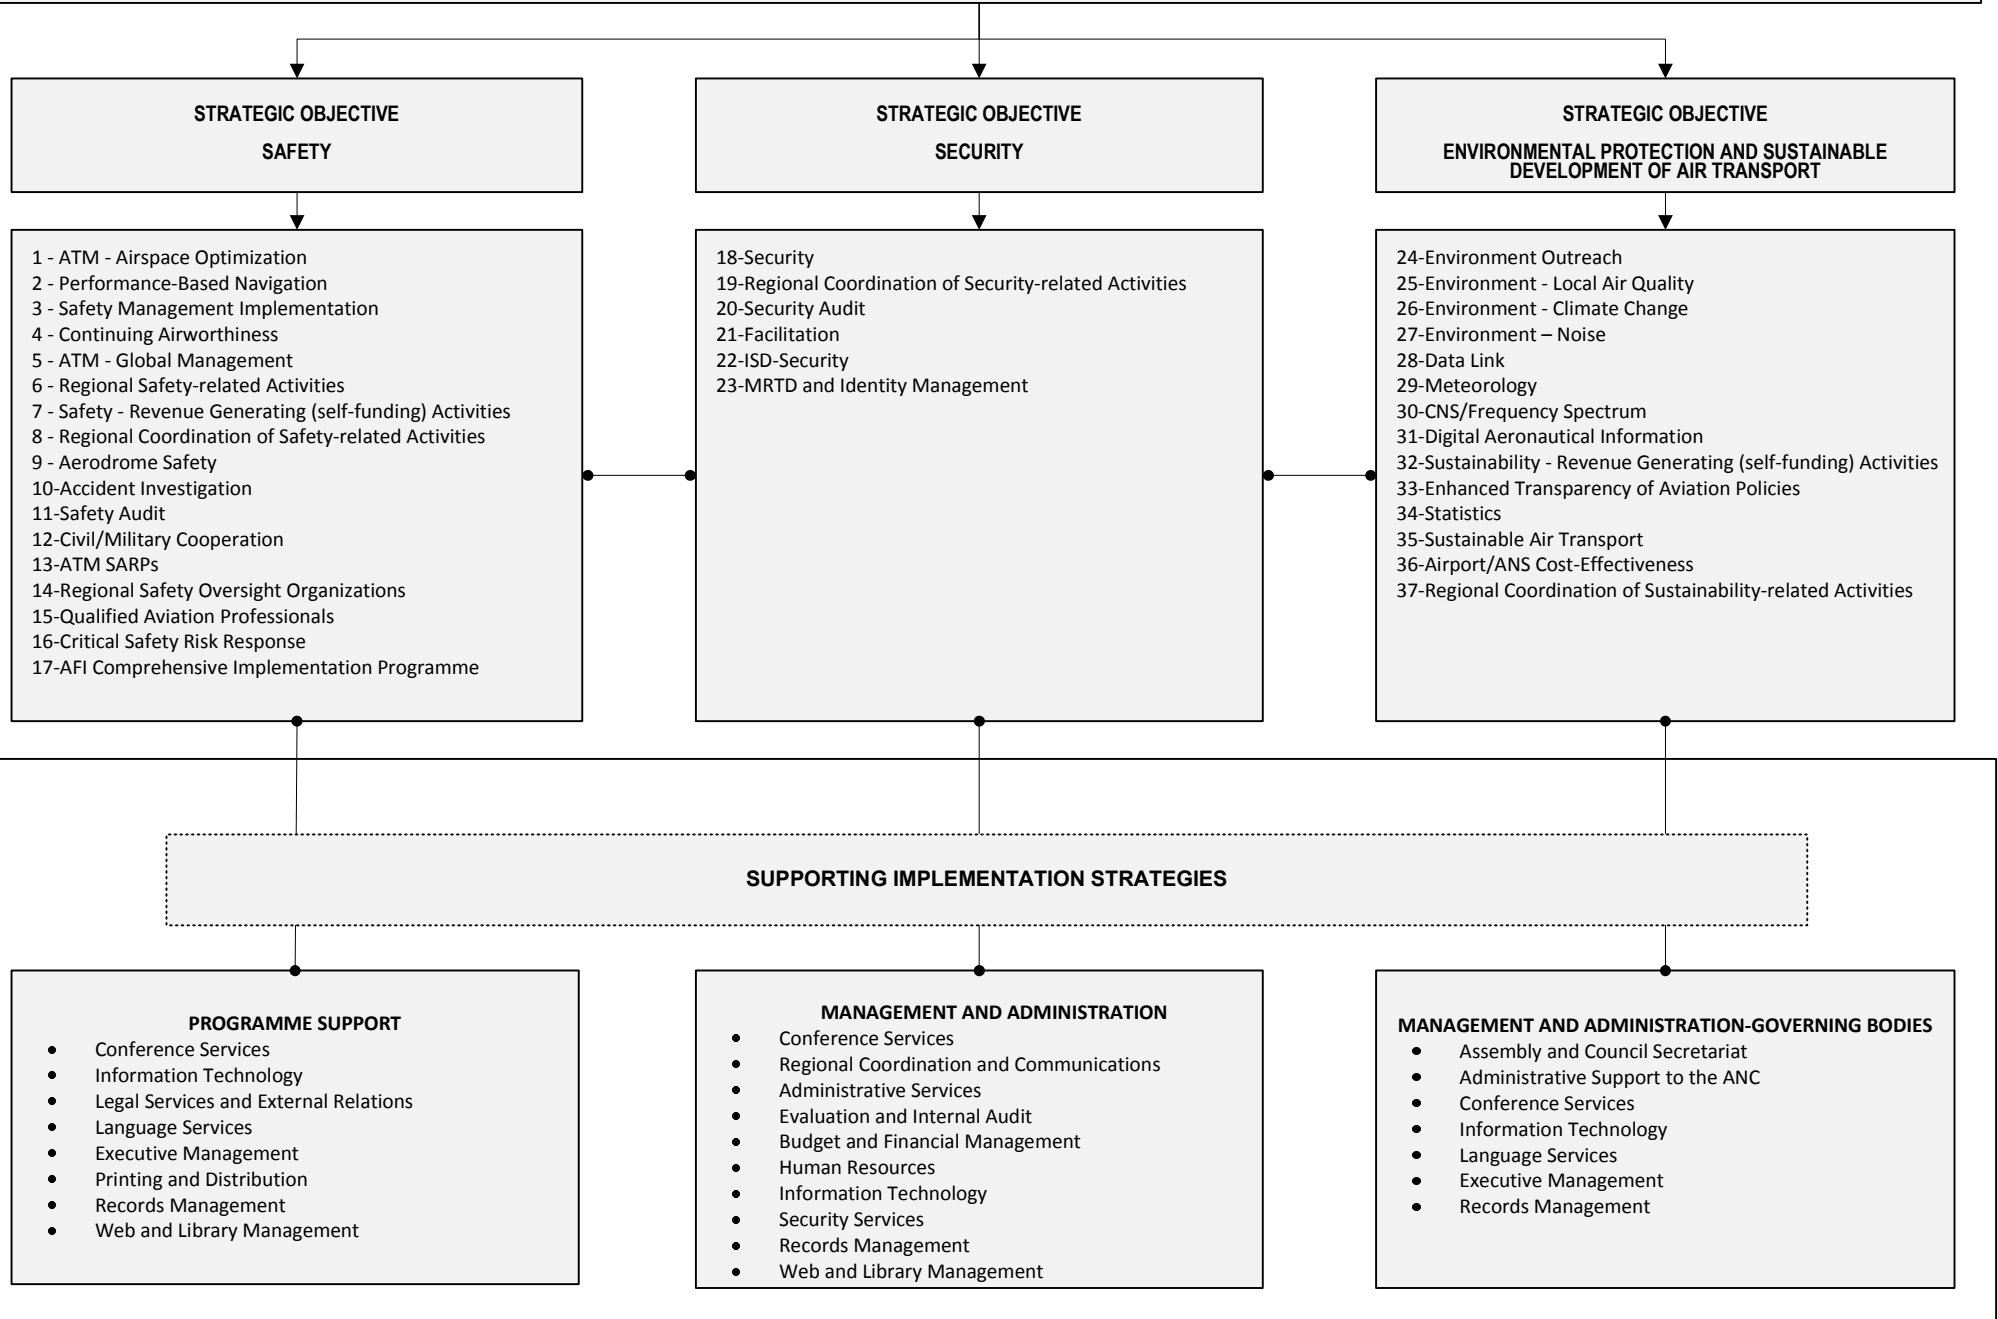 STRATEGIC OBJECTIVE
SAFETY
STRATEGIC OBJECTIVE
SECURITY
STRATEGIC OBJECTIVE
ENVIRONMENTAL PROTECTION AND SUSTAINABLE
DEVELOPMENT OF AIR TRANSPORT
1 - ATM - Airspace Optimization
2 - Performance-Based Navigation
3 - Safety Management Implementation
4 - Continuing Airworthiness
5 - ATM - Global Management
6 - Regional Safety-related Activities
7 - Safety - Revenue Generating (self-funding) Activities
8 - Regional Coordination of Safety-related Activities
9 - Aerodrome Safety
10-Accident Investigation
11-Safety Audit
12-Civil/Military Cooperation
13-ATM SARPs
14-Regional Safety Oversight Organizations
15-Qualified Aviation Professionals
16-Critical Safety Risk Response
17-AFI Comprehensive Implementation Programme
18-Security
19-Regional Coordination of Security-related Activities
20-Security Audit
21-Facilitation
22-ISD-Security
23-MRTD and Identity Management
24-Environment Outreach
25-Environment - Local Air Quality
26-Environment - Climate Change
27-Environment – Noise
28-Data Link
29-Meteorology
30-CNS/Frequency Spectrum
31-Digital Aeronautical Information
32-Sustainability - Revenue Generating (self-funding) Activities
33-Enhanced Transparency of Aviation Policies
34-Statistics
35-Sustainable Air Transport
36-Airport/ANS Cost-Effectiveness
37-Regional Coordination of Sustainability-related Activities
SUPPORTING IMPLEMENTATION STRATEGIES
PROGRAMME SUPPORT
• Conference Services
• Information Technology
• Legal Services and External Relations
• Language Services
• Executive Management
• Printing and Distribution
• Records Management
• Web and Library Management
MANAGEMENT AND ADMINISTRATION
• Conference Services
• Regional Coordination and Communications
• Administrative Services
• Evaluation and Internal Audit
• Budget and Financial Management
• Human Resources
• Information Technology
• Security Services
• Records Management
• Web and Library Management
MANAGEMENT AND ADMINISTRATION-GOVERNING BODIES
• Assembly and Council Secretariat
• Administrative Support to the ANC
• Conference Services
• Information Technology
• Language Services
• Executive Management
• Records Management